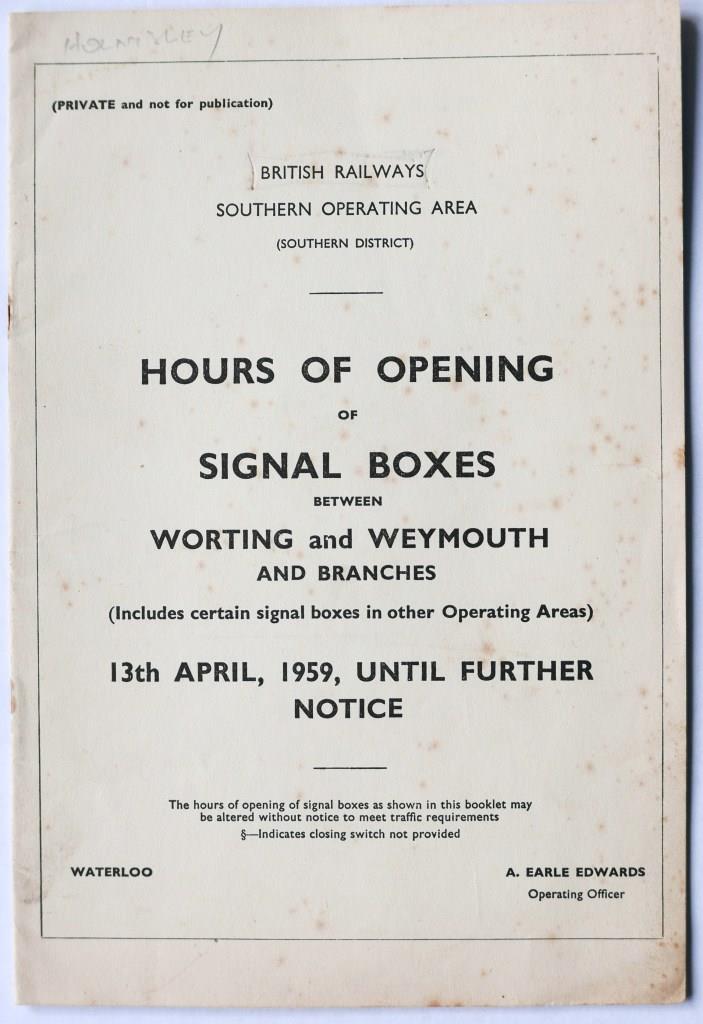 HOLMSLEY
(PRIVATE and not for publication)
BRITISH RAILWAYS
SOUTHERN OPERATING AREA
(SOUTHERN DISTRICT)
HOURS OF OPENING
OF
SIGNAL BOXES
BETWEEN
WORTING and WEYMOUTH
AND BRANCHES
(Includes certain signal boxes in other Operating Areas)
13th APRIL, 1959, UNTIL FURTHER
NOTICE
The hours of opening of signal boxes as shown in this booklet may
be altered without notice to meet traffic requirements
§—Indicates closing switch not provided
WATERLOO
A. EARLE EDWARDS
Operating Officer